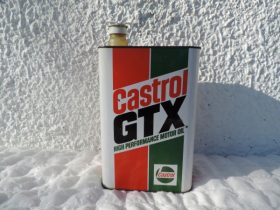 Castrol
GTX
HIGH PERFORMANCE MOTOR OIL
Castrol